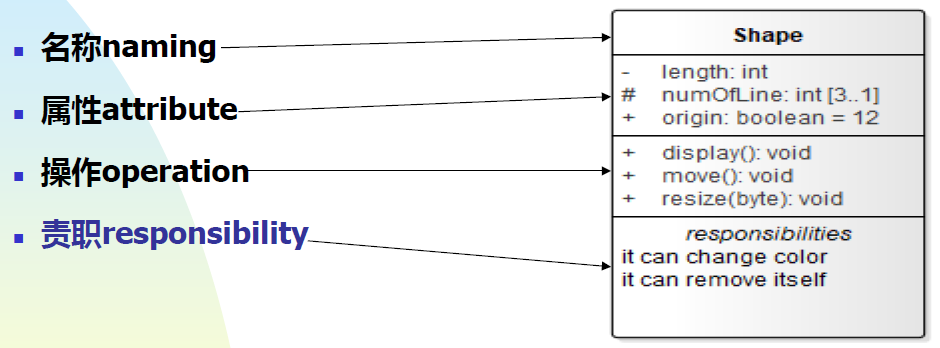 名称naming
属性attribute
操作operation
责职responsibility
Shape
- length: int
# numOfLine: int [3..1]
+ origin: boolean = 12
+ display(): void
+ move(): void
+ resize(byte): void
responsibilities
it can change color
it can remove itself